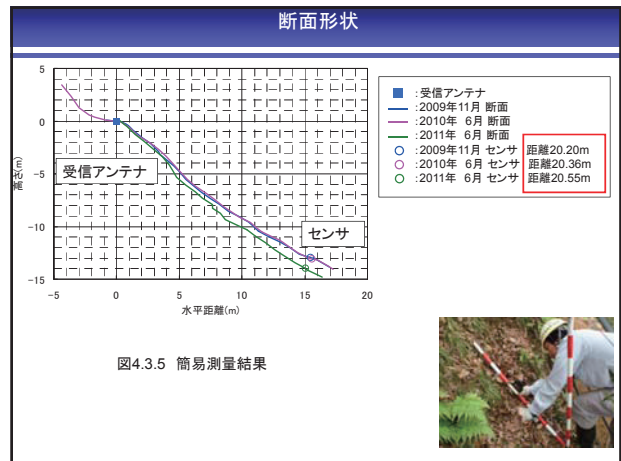 断面形状
5
0
−5
−10
−15
高さ(m)
受信アンテナ
センサ
−5
0
5
10
15
20
水平距離(m)
:受信アンテナ
:2009年11月 断面
:2010年 6月 断面
:2011年 6月 断面
:2009年11月 センサ 距離20.20m
:2010年 6月 センサ 距離20.36m
:2011年 6月 センサ 距離20.55m
図4.3.5 簡易測量結果